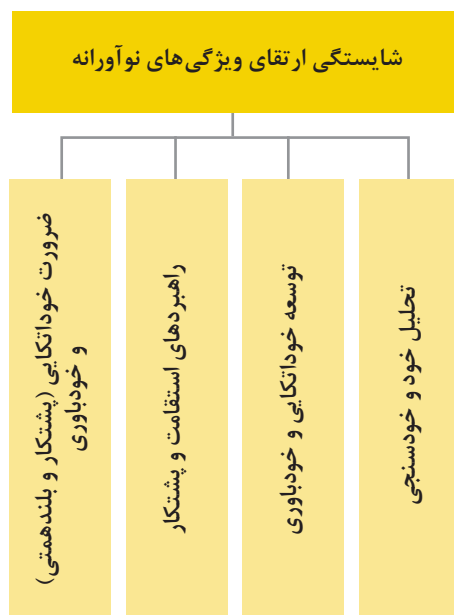 شایستگی ارتقای ویژگی‌های نوآورانه
تحلیل خود و خودسنجی
توسعه خوداتکایی و خودباوری
راهبردهای استقامت و پشتکار
ضرورت خوداتکایی (پشتکار و بلندهمتی)
و خودباوری